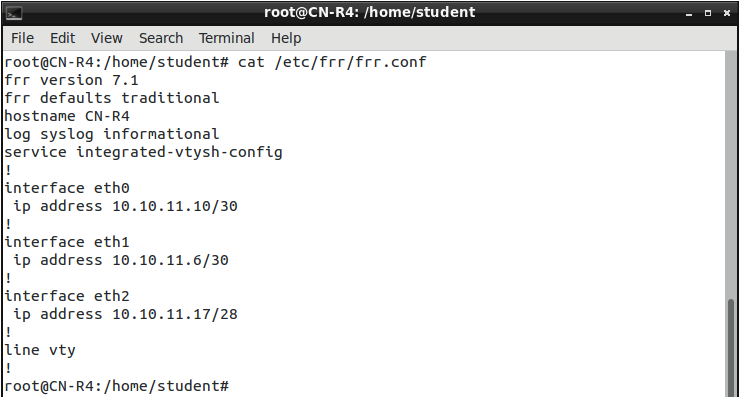 root@CN-R4: /home/student
File Edit View Search Terminal Help
root@CN-R4:/home/student# cat /etc/frr/frr.conf
frr version 7.1
frr defaults traditional
hostname CN-R4
log syslog informational
service integrated-vtysh-config
!
interface eth0
 ip address 10.10.11.10/30
!
interface eth1
 ip address 10.10.11.6/30
!
interface eth2
 ip address 10.10.11.17/28
!
line vty
!
root@CN-R4:/home/student#